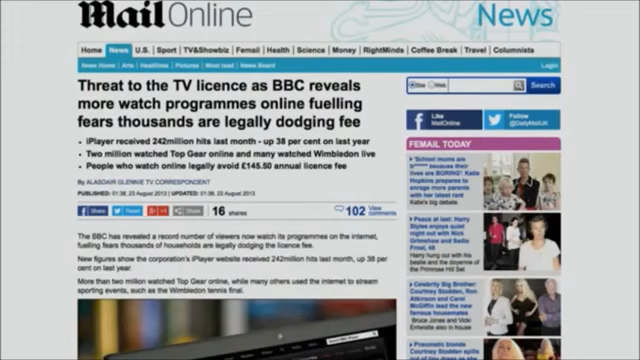 Mail Online
News
Home News U.S. Sport TV&Showbiz Femail Health Science Money RightMinds Coffee Break Travel Columnists
News Home Arts Headlines Pictures Most read News Board
Login
Threat to the TV licence as BBC reveals
more watch programmes online fuelling
fears thousands are legally dodging fee
iPlayer received 242million hits last month - up 38 per cent on last year
Two million watched Top Gear online and many watched Wimbledon live
People who watch online legally avoid £145.50 annual licence fee
By ALASDAIR GLENNIE TV CORRESPONDENT
PUBLISHED: 01:38, 23 August 2013 UPDATED: 01:38, 23 August 2013
Share Tweet +1 Share 16 shares
102 View comments
The BBC has revealed a record number of viewers now watch its programmes on the internet,
fuelling fears thousands of households are legally dodging the licence fee.
New figures show the corporation's iPlayer website received 242million hits last month, up 38 per
cent on last year.
More than two million watched Top Gear online, while many others used the internet to stream
sporting events, such as the Wimbledon tennis final.
Site Web Search
Like
MailOnline
Follow
@DailyMailUK
FEMAIL TODAY
'School moms are
b******* because
their lives are
BORING': Katie
Hopkins prepares to
enrage more parents
with her latest rant
Katie's big debate
Peace at last: Harry
Styles enjoys quiet
night out with Nick
Grimshaw and Sadie
Frost, 48
Harry hung out with his
bestie and the doyenne of
the Primrose Hill Set
Celebrity Big Brother:
Courtney Stodden, Ron
Atkinson and Carol
McGiffin lead the new
famous housemates
Bruce Jones and Vicki
Entwistle also in house
Pneumatic blonde
Courtney Stodden spills
out of tiny dress as she